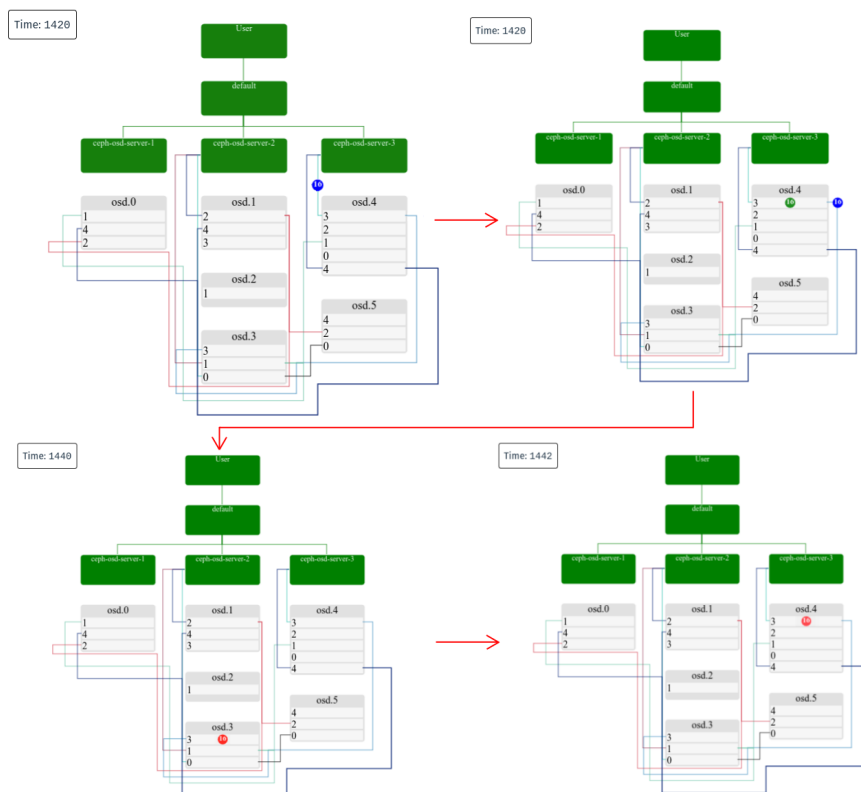 Time: 1420
User
default
ceph-osd-server-1
ceph-osd-server-2
ceph-osd-server-3
16
osd.0
1
4
2
osd.1
2
4
3
osd.2
1
osd.3
3
1
0
osd.4
3
2
1
0
4
osd.5
4
2
0
Time: 1420
User
default
ceph-osd-server-1
ceph-osd-server-2
ceph-osd-server-3
osd.0
1
4
2
osd.1
2
4
3
osd.2
1
osd.3
3
1
0
osd.4
3
16
16
2
1
0
4
osd.5
4
2
0
Time: 1440
User
default
ceph-osd-server-1
ceph-osd-server-2
ceph-osd-server-3
osd.0
1
4
2
osd.1
2
4
3
osd.2
1
osd.3
3
16
1
0
osd.4
3
2
1
0
4
osd.5
4
2
0
Time: 1442
User
default
ceph-osd-server-1
ceph-osd-server-2
ceph-osd-server-3
osd.0
1
4
2
osd.1
2
4
3
osd.2
1
osd.3
3
1
0
osd.4
3
2
1
0
4
osd.5
4
2
0